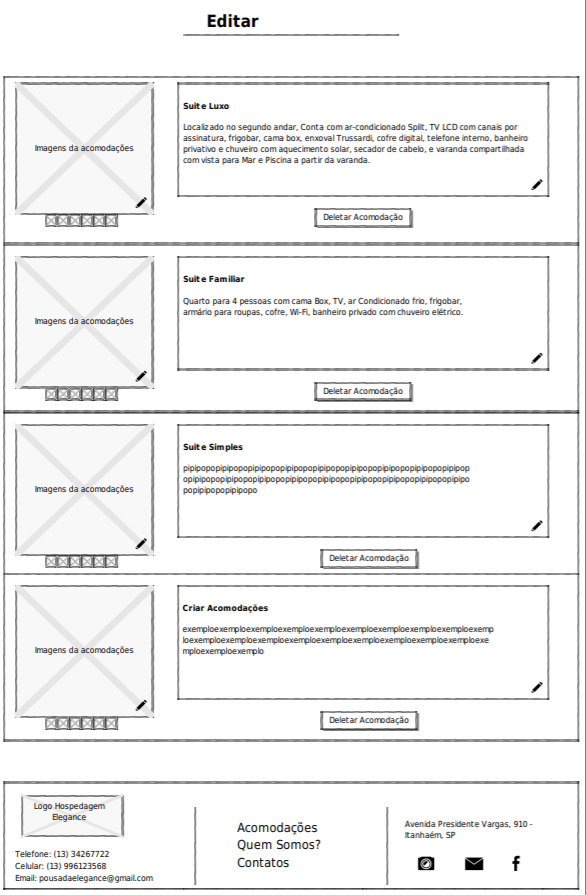 Editar
Imagens da acomodações
Suite Luxo
Localizado no segundo andar, Conta com ar-condicionado Split, TV LCD com canais por
assinatura, frigobar, cama box, enxoval Trussardi, cofre digital, telefone interno, banheiro
privativo e chuveiro com aquecimento solar, secador de cabelo, e varanda compartilhada
com vista para Mar e Piscina a partir da varanda.
Deletar Acomodação
Imagens da acomodações
Suite Familiar
Quarto para 4 pessoas com cama Box, TV, ar Condicionado frio, frigobar,
armário para roupas, cofre, Wi-Fi, banheiro privado com chuveiro elétrico.
Deletar Acomodação
Imagens da acomodações
Suite Simples
pipipopopipipopopipipopopipipopopipipopopipipopopipipopopipipopopipipop
opipipopopipipopopipipopopipipopopipipopopipipopopipipopopipipopopipipo
popipipopopipipopo
Deletar Acomodação
Imagens da acomodações
Criar Acomodações
exemploexemploexemploexemploexemploexemploexemploexemploexemploexemp
loexemploexemploexemploexemploexemploexemploexemploexemploexemploexe
mploexemploexemplo
Deletar Acomodação
Logo Hospedagem
Elegance
Telefone: (13) 34267722
Celular: (13) 996123568
Email: pousadaelegance@gmail.com
Acomodações
Quem Somos?
Contatos
Avenida Presidente Vargas, 910 -
Itanhaém, SP